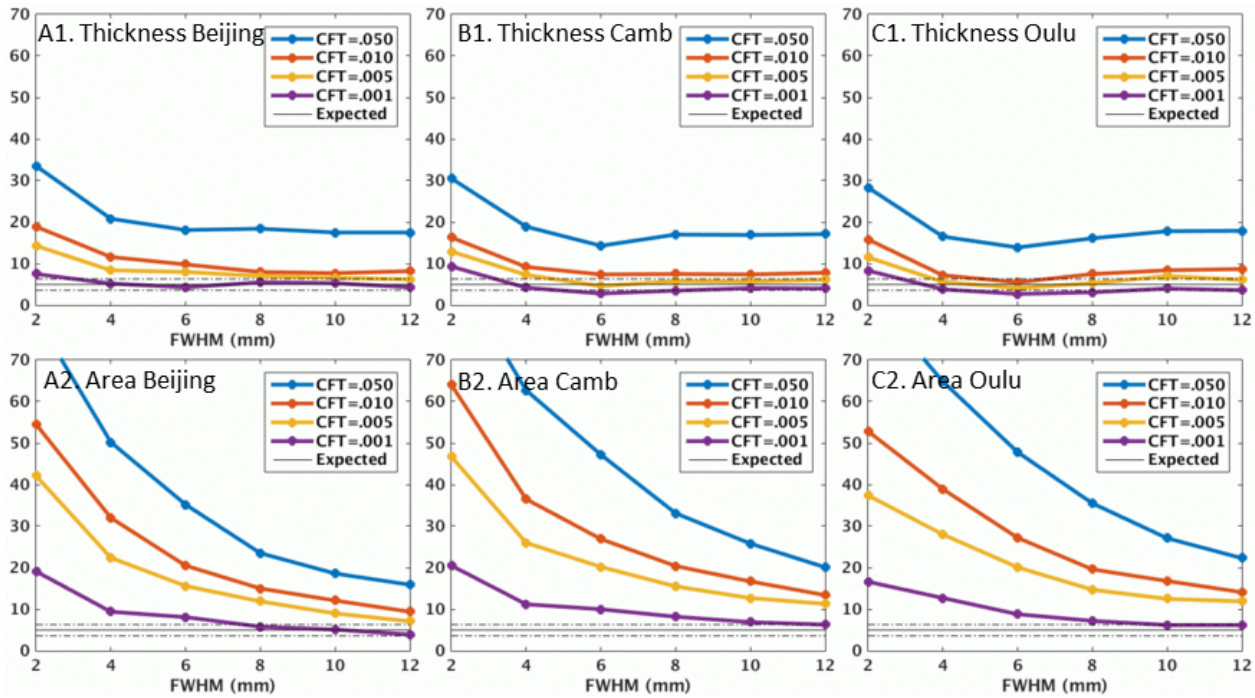 A1. Thickness Beijing
70
60
50
40
30
20
10
0
CFT=.050
CFT=.010
CFT=.005
CFT=.001
Expected
2 4 6 8 10 12
FWHM (mm)
B1. Thickness Camb
70
60
50
40
30
20
10
0
CFT=.050
CFT=.010
CFT=.005
CFT=.001
Expected
2 4 6 8 10 12
FWHM (mm)
C1. Thickness Oulu
70
60
50
40
30
20
10
0
CFT=.050
CFT=.010
CFT=.005
CFT=.001
Expected
2 4 6 8 10 12
FWHM (mm)
A2. Area Beijing
70
60
50
40
30
20
10
0
CFT=.050
CFT=.010
CFT=.005
CFT=.001
Expected
2 4 6 8 10 12
FWHM (mm)
B2. Area Camb
70
60
50
40
30
20
10
0
CFT=.050
CFT=.010
CFT=.005
CFT=.001
Expected
2 4 6 8 10 12
FWHM (mm)
C2. Area Oulu
70
60
50
40
30
20
10
0
CFT=.050
CFT=.010
CFT=.005
CFT=.001
Expected
2 4 6 8 10 12
FWHM (mm)